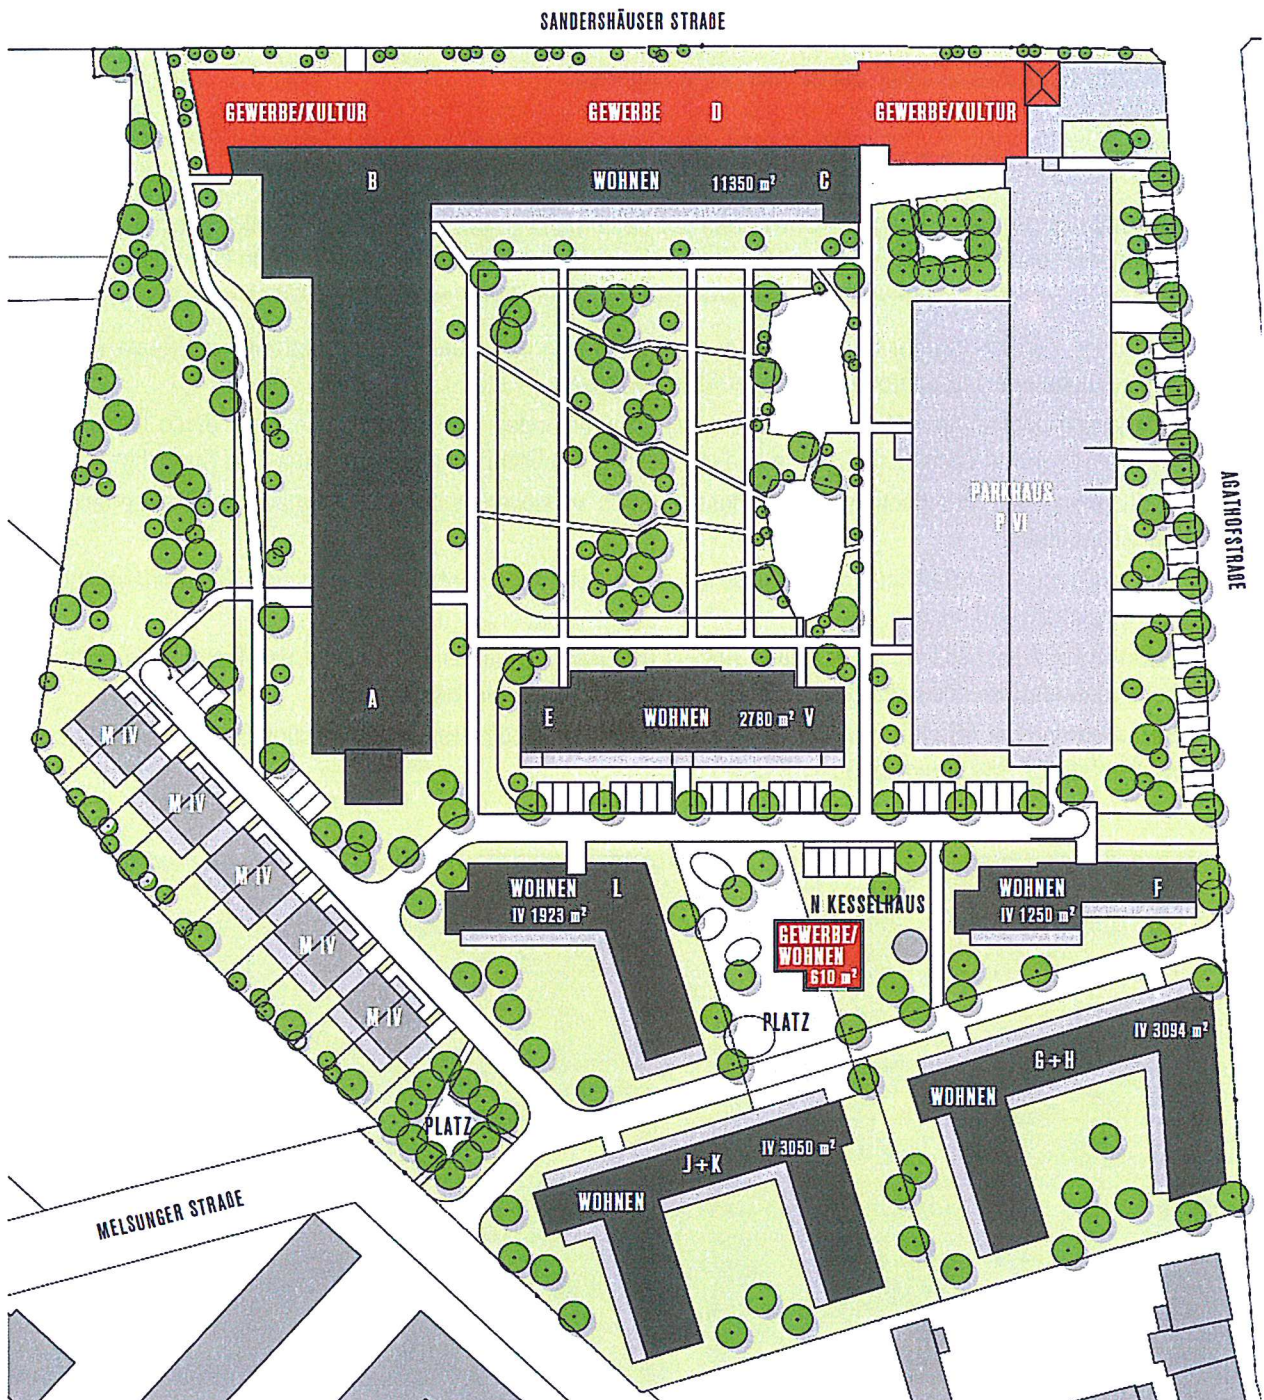 SANDERSHÄUSER STRAẞE
GEWERBE/KULTUR
GEWERBE D
GEWERBE/KULTUR
B
WOHNEN 11350 m² C
PARKHAUS
P VI
AGATHOFSTRAẞE
A
E WOHNEN 2780 m² V
M IV
M IV
M IV
M IV
M IV
WOHNEN L
IV 1923 m²
N KESSELHAUS
GEWERBE/
WOHNEN
610 m²
WOHNEN F
IV 1250 m²
PLATZ
IV 3094 m²
G+H
WOHNEN
PLATZ
IV 3050 m²
J+K
WOHNEN
MELSUNGER STRAẞE